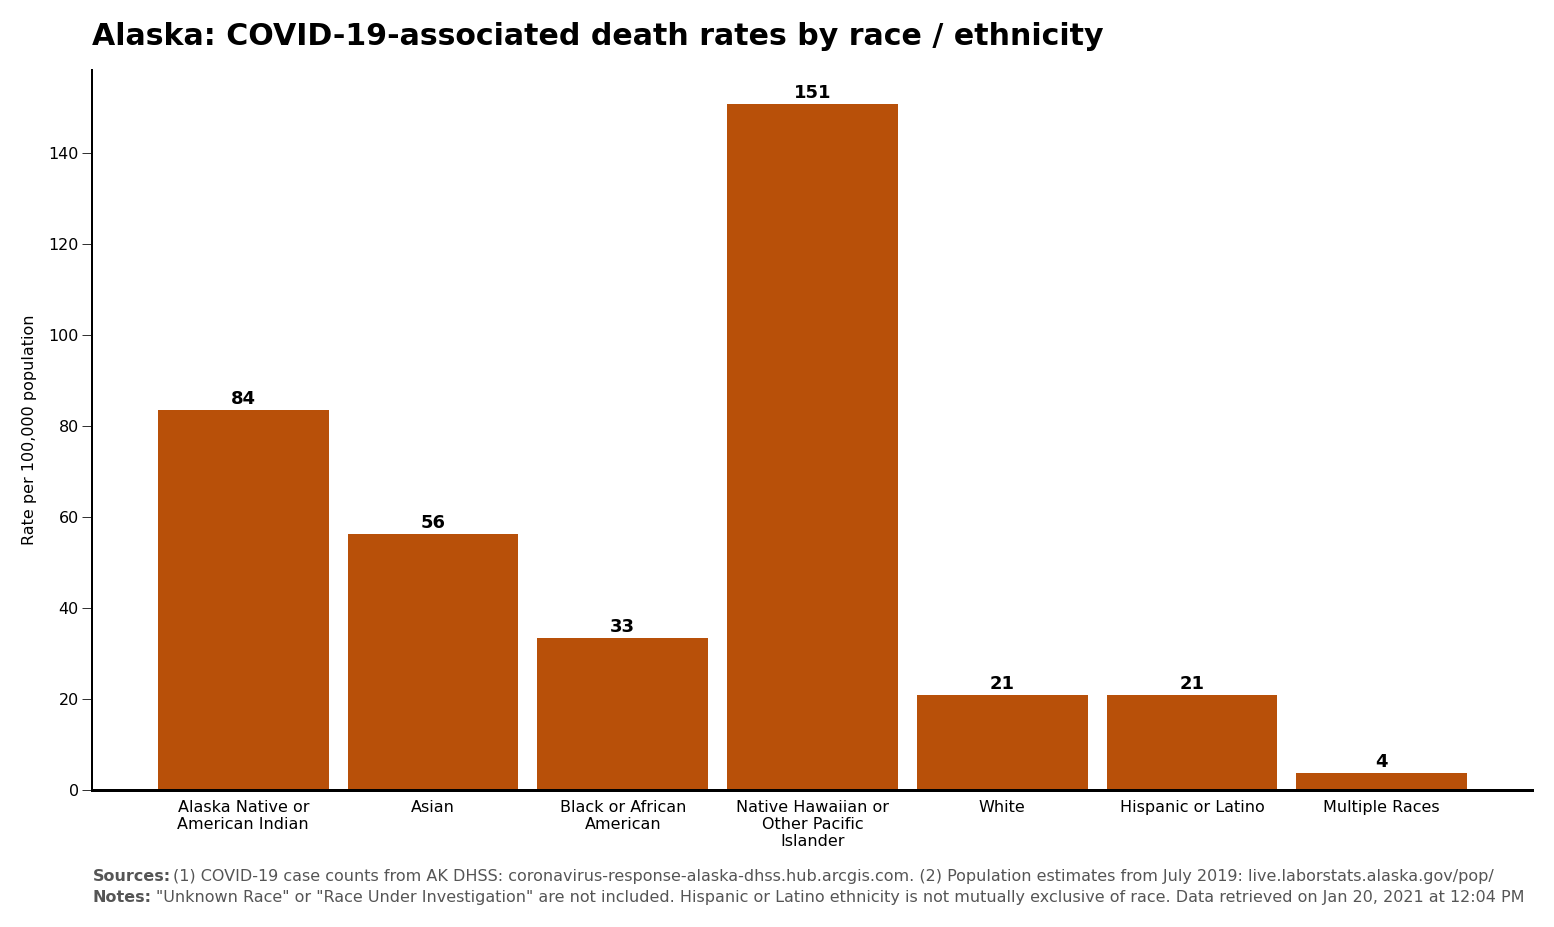 Alaska: COVID-19-associated death rates by race / ethnicity
Rate per 100,000 population
140
120
100
80
60
40
20
0
84
56
33
151
21
21
4
Alaska Native or
American Indian
Asian
Black or African
American
Native Hawaiian or
Other Pacific
Islander
White
Hispanic or Latino
Multiple Races
Sources: (1) COVID-19 case counts from AK DHSS: coronavirus-response-alaska-dhss.hub.arcgis.com. (2) Population estimates from July 2019: live.laborstats.alaska.gov/pop/
Notes: "Unknown Race" or "Race Under Investigation" are not included. Hispanic or Latino ethnicity is not mutually exclusive of race. Data retrieved on Jan 20, 2021 at 12:04 PM